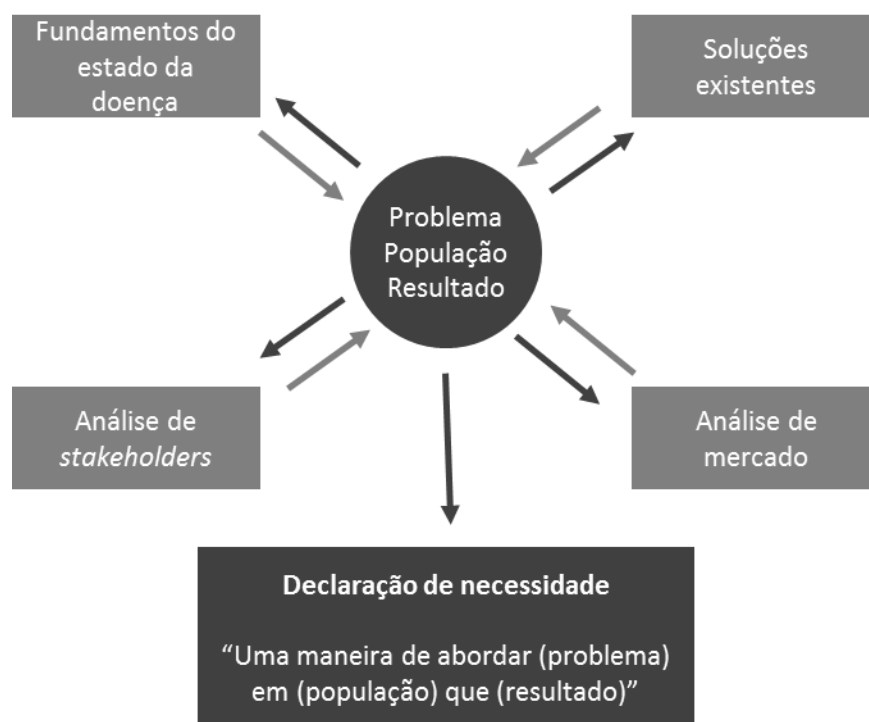 Fundamentos do
estado da
doença
Soluções
existentes
Problema
População
Resultado
Análise de
stakeholders
Análise de
mercado
Declaração de necessidade
“Uma maneira de abordar (problema)
em (população) que (resultado)”